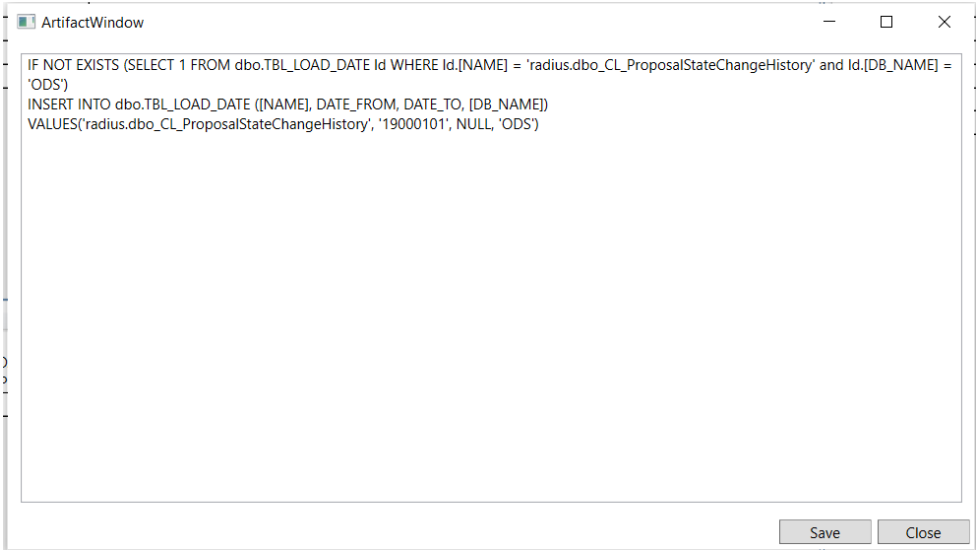 ArtifactWindow
IF NOT EXISTS (SELECT 1 FROM dbo.TBL_LOAD_DATE ld WHERE ld.[NAME] = 'radius.dbo_CL_ProposalStateChangeHistory' and ld.[DB_NAME] =
'ODS')
INSERT INTO dbo.TBL_LOAD_DATE ([NAME], DATE_FROM, DATE_TO, [DB_NAME])
VALUES('radius.dbo_CL_ProposalStateChangeHistory', '19000101', NULL, 'ODS')
Save Close